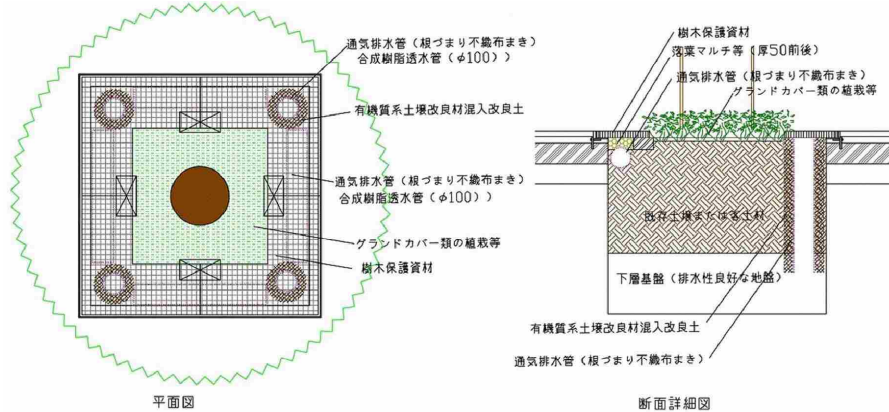 通気排水管（根づまり不織布まき）
合成樹脂透水管（φ100））
有機質系土壌改良材混入改良土
通気排水管（根づまり不織布まき）
合成樹脂透水管（φ100））
グランドカバー類の植栽等
樹木保護資材
平面図
樹木保護資材
落葉マルチ等（厚50前後）
通気排水管（根づまり不織布まき）
グランドカバー類の植栽等
既存土壌または客土材
下層基盤（排水性良好な地盤）
有機質系土壌改良材混入改良土
通気排水管（根づまり不織布まき）
断面詳細図